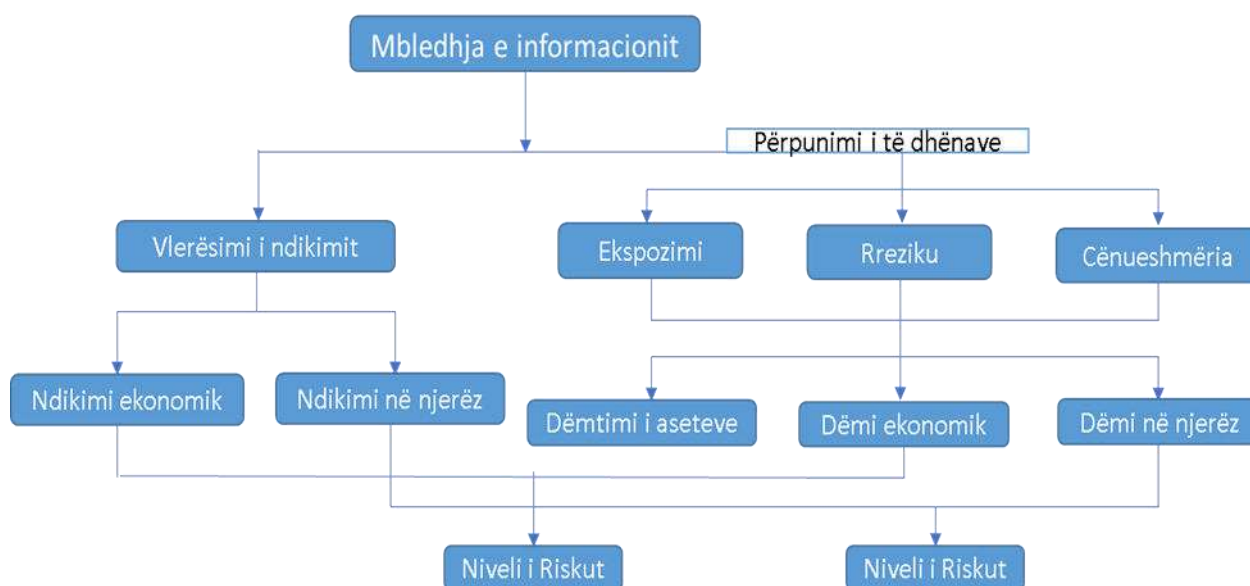 Mbledhja e informacionit
Përpunimi i të dhënave
Vlerësimi i ndikimit
Ekspozimi
Rreziku
Cënueshmëria
Ndikimi ekonomik
Ndikimi në njerëz
Dëmtimi i aseteve
Dëmi ekonomik
Dëmi në njerëz
Niveli i Riskut
Niveli i Riskut